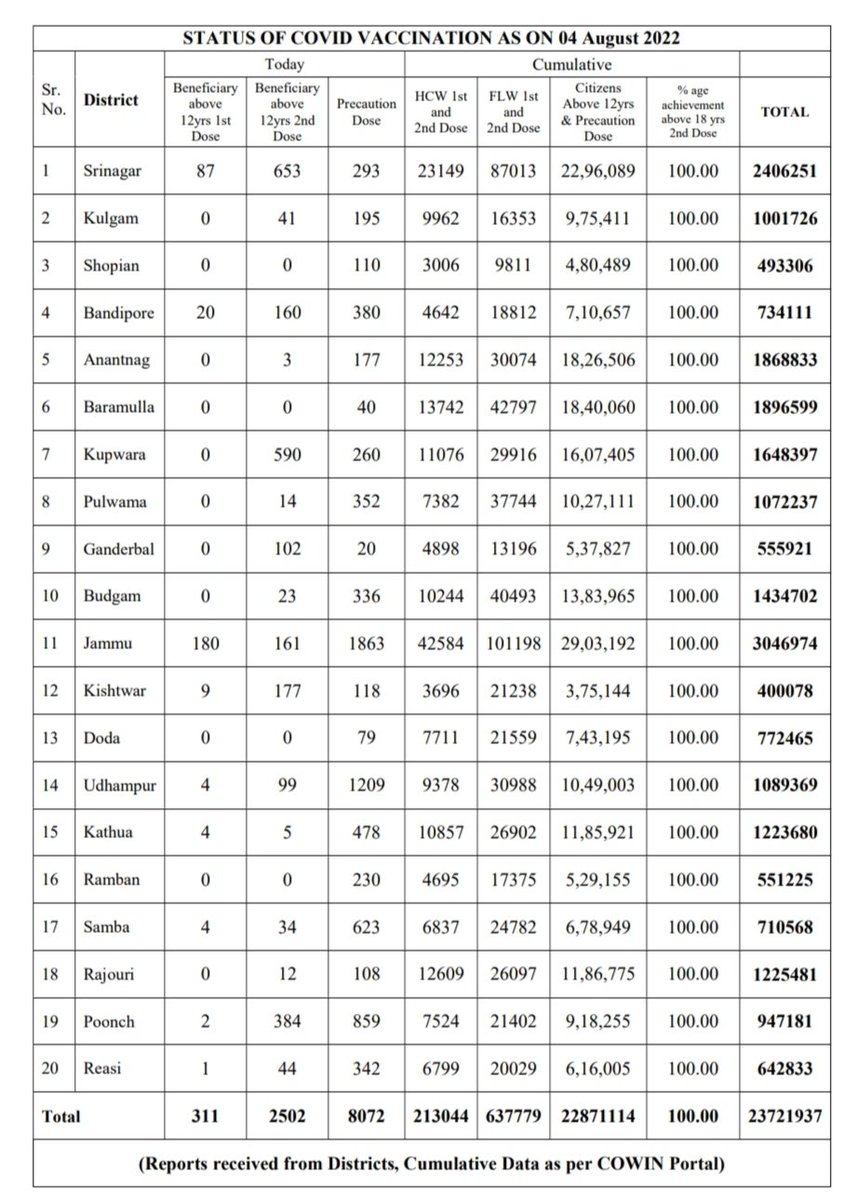 STATUS OF COVID VACCINATION AS ON 04 August 2022
Sr. No. District Today Cumulative TOTAL
Beneficiary above 12yrs 1st Dose Beneficiary above 12yrs 2nd Dose Precaution Dose HCW 1st and 2nd Dose FLW 1st and 2nd Dose Citizens Above 12yrs & Precaution Dose % age achievement above 18 yrs 2nd Dose
1 Srinagar 87 653 293 23149 87013 22,96,089 100.00 2406251
2 Kulgam 0 41 195 9962 16353 9,75,411 100.00 1001726
3 Shopian 0 0 110 3006 9811 4,80,489 100.00 493306
4 Bandipore 20 160 380 4642 18812 7,10,657 100.00 734111
5 Anantnag 0 3 177 12253 30074 18,26,506 100.00 1868833
6 Baramulla 0 0 40 13742 42797 18,40,060 100.00 1896599
7 Kupwara 0 590 260 11076 29916 16,07,405 100.00 1648397
8 Pulwama 0 14 352 7382 37744 10,27,111 100.00 1072237
9 Ganderbal 0 102 20 4898 13196 5,37,827 100.00 555921
10 Budgam 0 23 336 10244 40493 13,83,965 100.00 1434702
11 Jammu 180 161 1863 42584 101198 29,03,192 100.00 3046974
12 Kishtwar 9 177 118 3696 21238 3,75,144 100.00 400078
13 Doda 0 0 79 7711 21559 7,43,195 100.00 772465
14 Udhampur 4 99 1209 9378 30988 10,49,003 100.00 1089369
15 Kathua 4 5 478 10857 26902 11,85,921 100.00 1223680
16 Ramban 0 0 230 4695 17375 5,29,155 100.00 551225
17 Samba 4 34 623 6837 24782 6,78,949 100.00 710568
18 Rajouri 0 12 108 12609 26097 11,86,775 100.00 1225481
19 Poonch 2 384 859 7524 21402 9,18,255 100.00 947181
20 Reasi 1 44 342 6799 20029 6,16,005 100.00 642833
Total 311 2502 8072 213044 637779 22871114 100.00 23721937
(Reports received from Districts, Cumulative Data as per COWIN Portal)